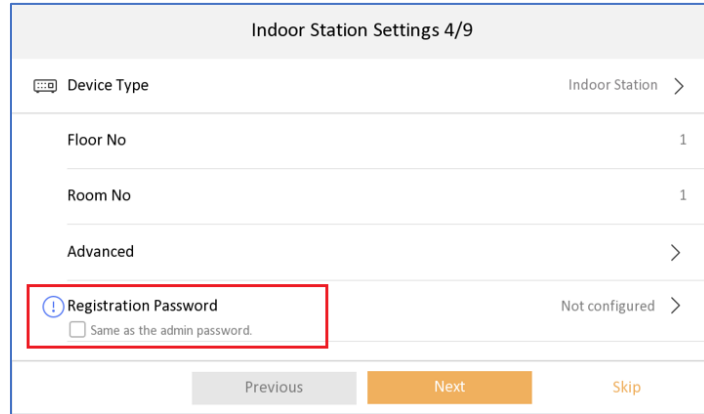 Indoor Station Settings 4/9
Device Type Indoor Station
Floor No 1
Room No 1
Advanced
Registration Password Not configured
Same as the admin password.
Previous Next Skip